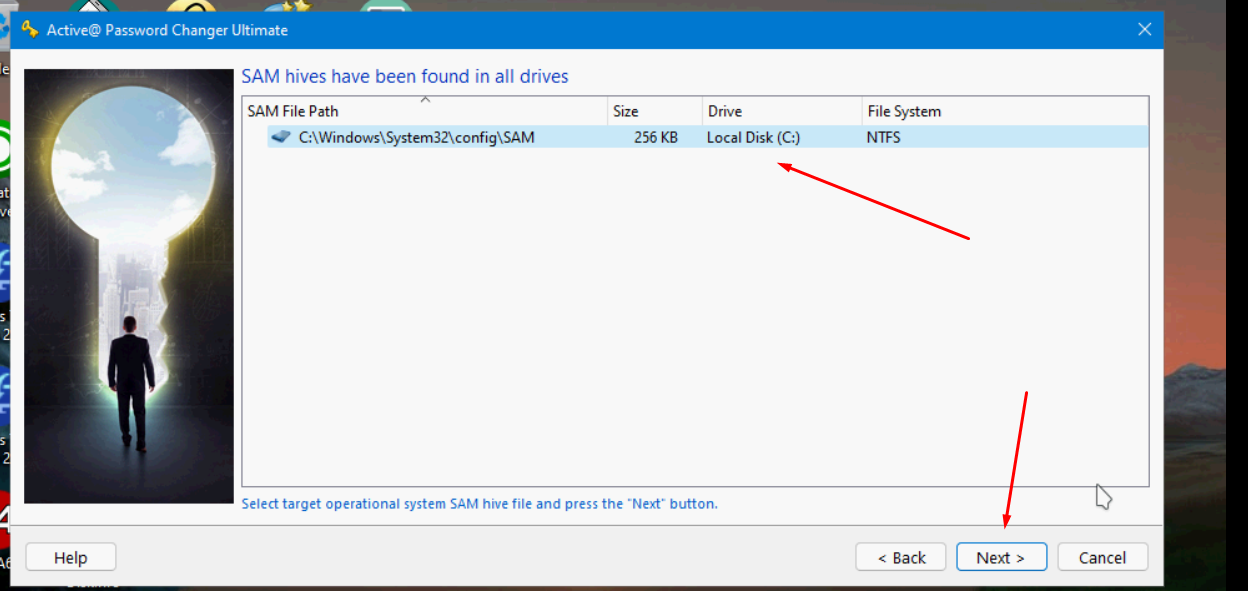 Active@ Password Changer Ultimate
SAM hives have been found in all drives
SAM File Path Size Drive File System
C:\Windows\System32\config\SAM 256 KB Local Disk (C:) NTFS
Select target operational system SAM hive file and press the "Next" button.
Help < Back Next > Cancel